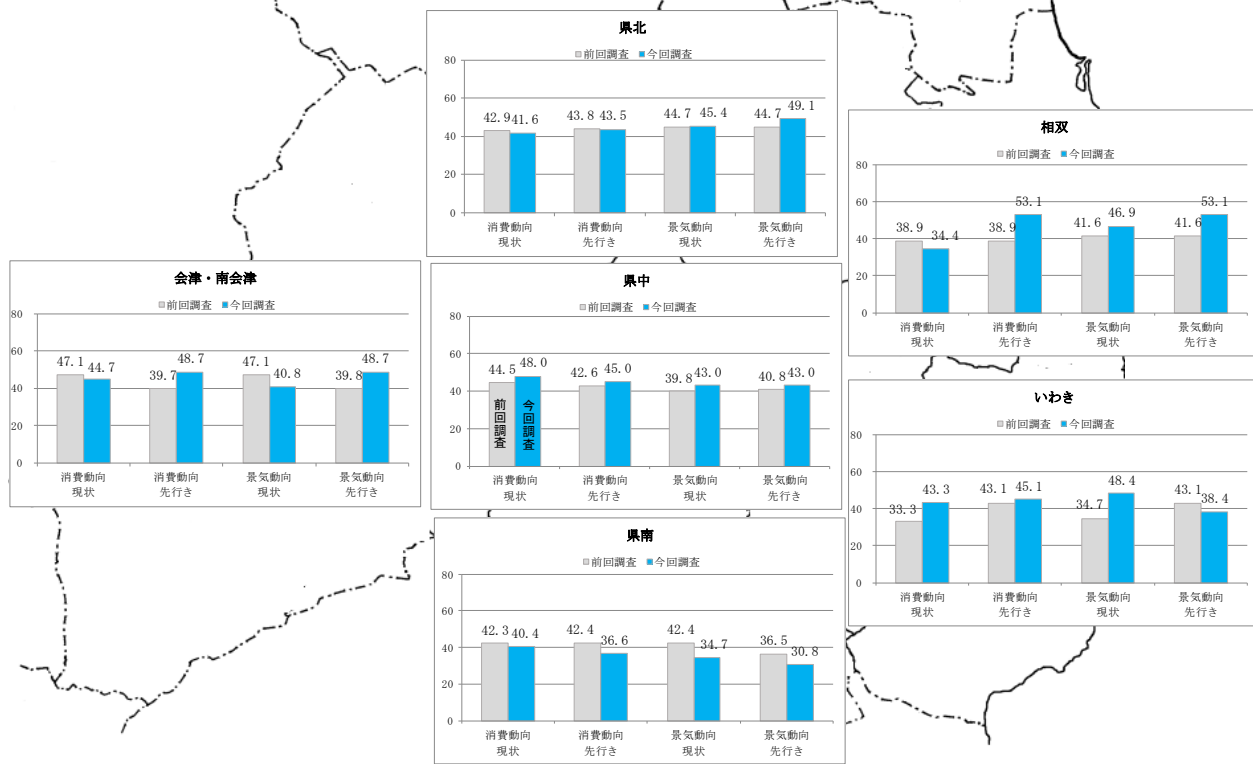 県北
前回調査 今回調査
80
60
40
20
0
42.9 41.6 43.8 43.5 44.7 45.4 44.7 49.1
消費動向 消費動向 景気動向 景気動向
現状 先行き 現状 先行き
相双
前回調査 今回調査
80
60
40
20
0
38.9 34.4 38.9 53.1 41.6 46.9 41.6 53.1
消費動向 消費動向 景気動向 景気動向
現状 先行き 現状 先行き
会津・南会津
前回調査 今回調査
80
60
40
20
0
47.1 44.7 39.7 48.7 47.1 40.8 39.8 48.7
消費動向 消費動向 景気動向 景気動向
現状 先行き 現状 先行き
県中
前回調査 今回調査
80
60
40
20
0
44.5 48.0 42.6 45.0 39.8 43.0 40.8 43.0
前回調査
今回調査
消費動向 消費動向 景気動向 景気動向
現状 先行き 現状 先行き
いわき
前回調査 今回調査
80
60
40
20
0
33.3 43.3 43.1 45.1 34.7 48.4 43.1 38.4
消費動向 消費動向 景気動向 景気動向
現状 先行き 現状 先行き
県南
前回調査 今回調査
80
60
40
20
0
42.3 40.4 42.4 36.6 42.4 34.7 36.5 30.8
消費動向 消費動向 景気動向 景気動向
現状 先行き 現状 先行き